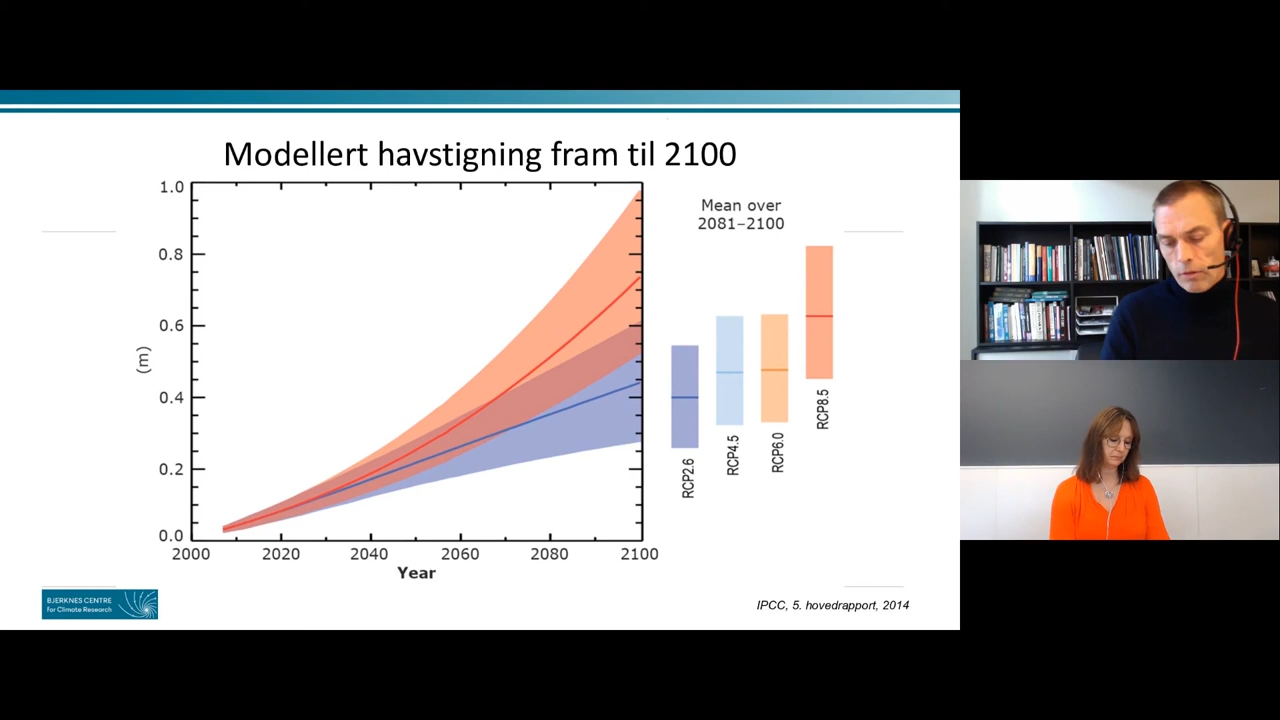 Modellert havstigning fram til 2100
1.0
0.8
0.6
0.4
0.2
0.0
(m)
2000 2020 2040 2060 2080 2100
Year
Mean over
2081–2100
RCP2.6
RCP4.5
RCP6.0
RCP8.5
BJERKNES CENTRE
for Climate Research
IPCC, 5. hovedrapport, 2014